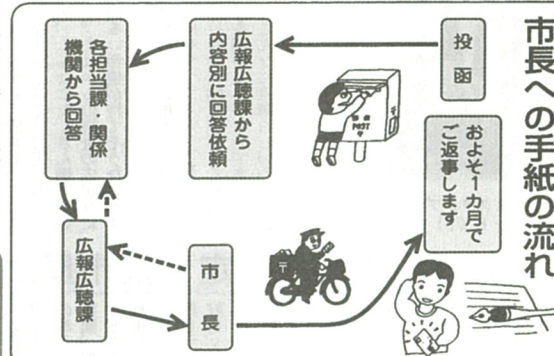 市長への手紙の流れ
投函
およそ1カ月で
ご返事します
広報広聴課から
内容別に回答依頼
各担当課・関係
機関から回答
広報広聴課
市長
POST